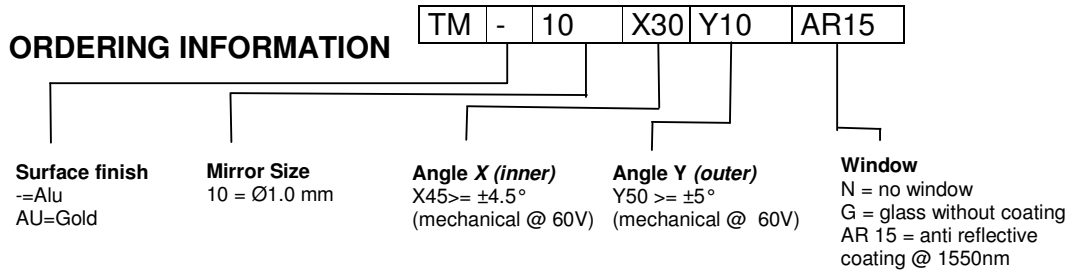 TM - 10 X30 Y10 AR15
ORDERING INFORMATION
Surface finish
-=Alu
AU=Gold
Mirror Size
10 = Ø1.0 mm
Angle X (inner)
X45>= ±4.5°
(mechanical @ 60V)
Angle Y (outer)
Y50 >= ±5°
(mechanical @ 60V)
Window
N = no window
G = glass without coating
AR 15 = anti reflective
coating @ 1550nm